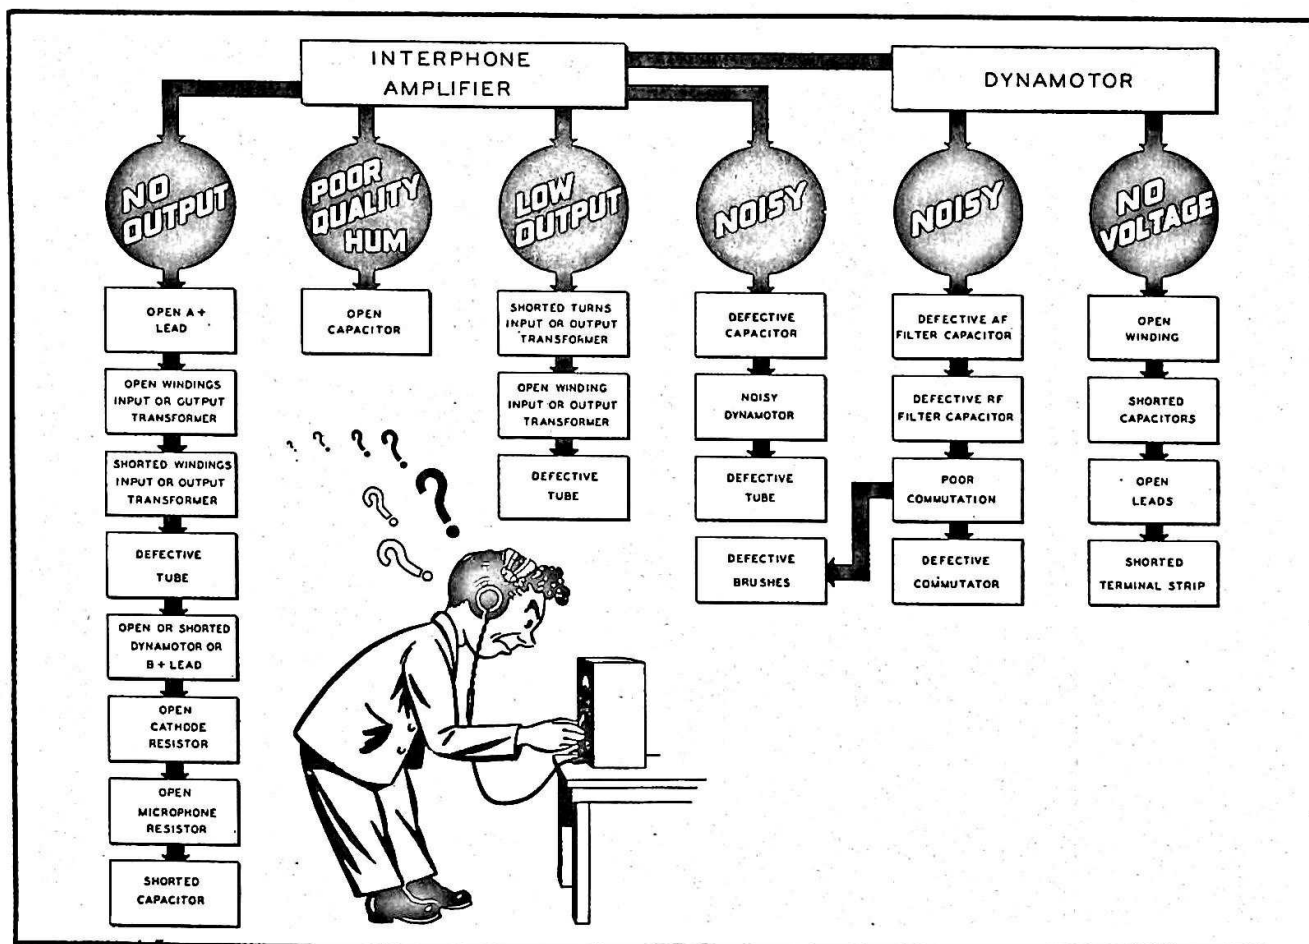 INTERPHONE
AMPLIFIER
DYNAMOTOR
NO
OUTPUT
POOR
QUALITY
HUM
LOW
OUTPUT
NOISY
NOISY
NO
VOLTAGE
OPEN A+
LEAD
OPEN WINDINGS
INPUT OR OUTPUT
TRANSFORMER
SHORTED WINDINGS
INPUT OR OUTPUT
TRANSFORMER
DEFECTIVE
TUBE
OPEN OR SHORTED
DYNAMOTOR OR
B+ LEAD
OPEN
CATHODE
RESISTOR
OPEN
MICROPHONE
RESISTOR
SHORTED
CAPACITOR
OPEN
CAPACITOR
SHORTED TURNS
INPUT OR OUTPUT
TRANSFORMER
OPEN WINDING
INPUT OR OUTPUT
TRANSFORMER
DEFECTIVE
TUBE
DEFECTIVE
CAPACITOR
NOISY
DYNAMOTOR
DEFECTIVE
TUBE
DEFECTIVE
BRUSHES
DEFECTIVE AF
FILTER CAPACITOR
DEFECTIVE RF
FILTER CAPACITOR
POOR
COMMUTATION
DEFECTIVE
COMMUTATOR
OPEN
WINDING
SHORTED
CAPACITORS
OPEN
LEADS
SHORTED
TERMINAL STRIP
? ? ? ? ?
?
?